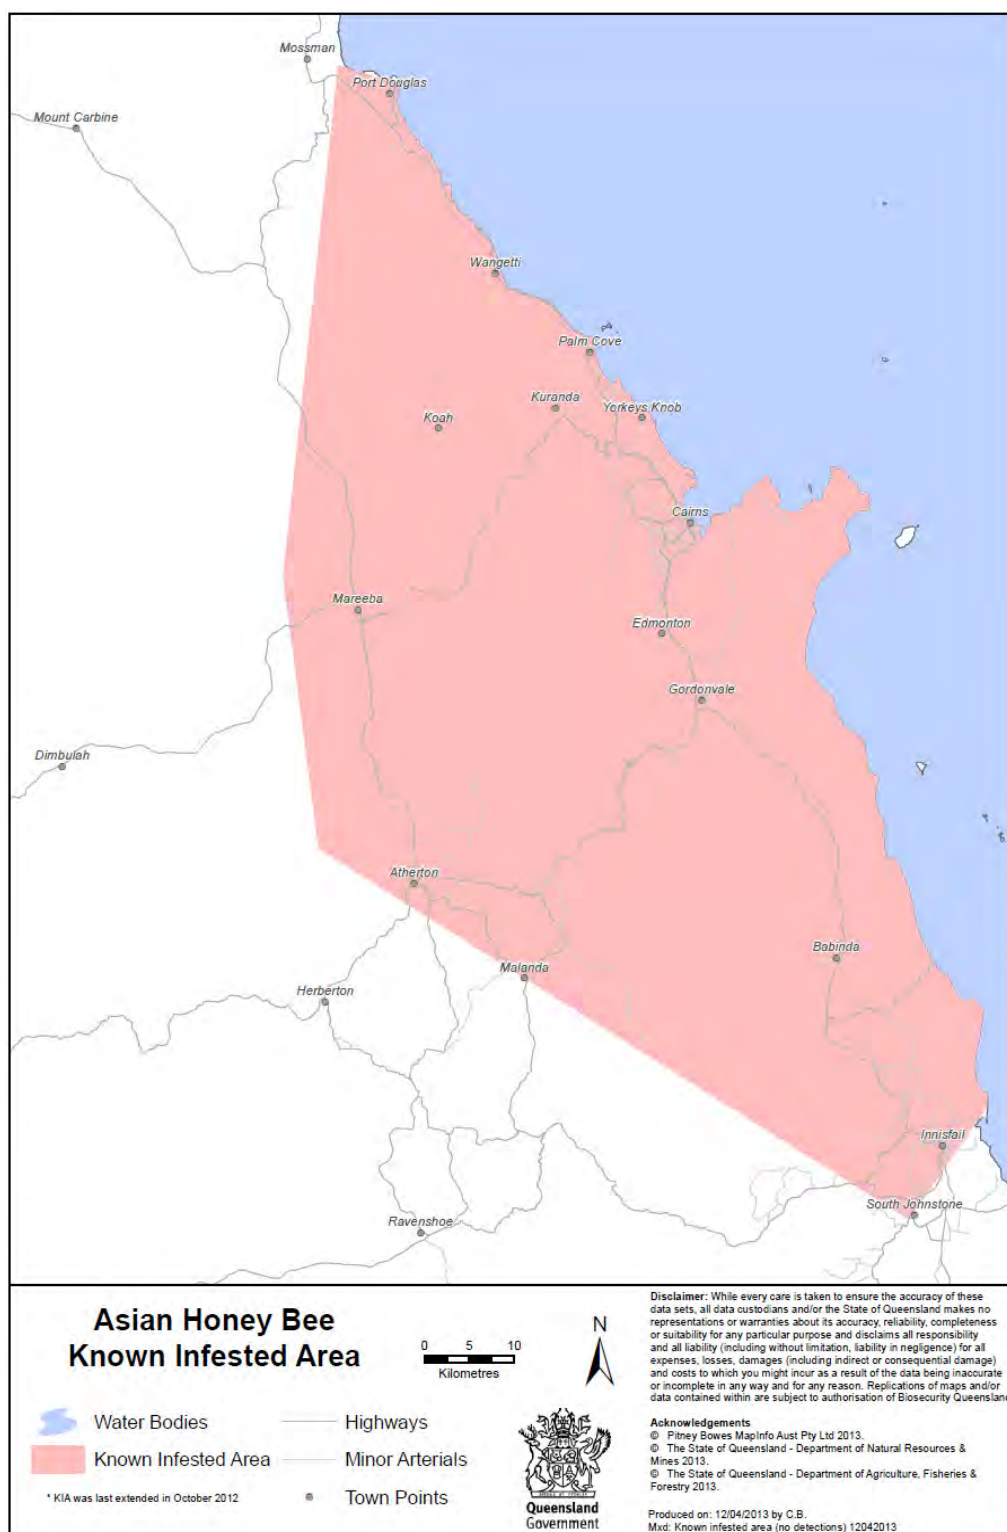 Mossman
Port Douglas
Mount Carbine
Wangetti
Palm Cove
Kuranda
Yorkeys Knob
Koah
Cairns
Mareeba
Edmonton
Gordonvale
Dimbulah
Atherton
Babinda
Malanda
Herberton
Innisfail
South Johnstone
Ravenshoe
Asian Honey Bee
Known Infested Area
0 5 10
Kilometres
N
Water Bodies
Known Infested Area
* KIA was last extended in October 2012
Highways
Minor Arterials
Town Points
Queensland
Government
Disclaimer: While every care is taken to ensure the accuracy of these
data sets, all data custodians and/or the State of Queensland makes no
representations or warranties about its accuracy, reliability, completeness
or suitability for any particular purpose and disclaims all responsibility
and all liability (including without limitation, liability in negligence) for all
expenses, losses, damages (including indirect or consequential damage)
and costs to which you might incur as a result of the data being inaccurate
or incomplete in any way and for any reason. Replications of maps and/or
data contained within are subject to authorisation of Biosecurity Queensland
Acknowledgements
© Pitney Bowes MapInfo Aust Pty Ltd 2013.
© The State of Queensland - Department of Natural Resources &
Mines 2013.
© The State of Queensland - Department of Agriculture, Fisheries &
Forestry 2013.
Produced on: 12/04/2013 by C.B.
Mxd: Known infested area (no detections) 12042013